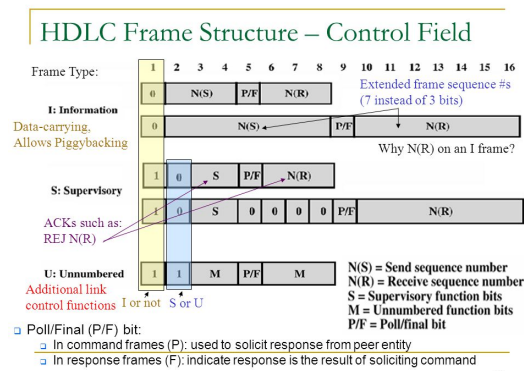 HDLC Frame Structure – Control Field
Frame Type:
1 2 3 4 5 6 7 8 9 10 11 12 13 14 15 16
0 N(S) P/F N(R)
Extended frame sequence #s
(7 instead of 3 bits)
I: Information
Data-carrying,
Allows Piggybacking
0 N(S) P/F N(R)
Why N(R) on an I frame?
1 0 S P/F N(R)
S: Supervisory
1 0 S 0 0 0 0 P/F N(R)
ACKs such as:
REJ N(R)
U: Unnumbered
1 1 M P/F M
Additional link
control functions
I or not
S or U
N(S) = Send sequence number
N(R) = Receive sequence number
S = Supervisory function bits
M = Unnumbered function bits
P/F = Poll/final bit
Poll/Final (P/F) bit:
In command frames (P): used to solicit response from peer entity
In response frames (F): indicate response is the result of soliciting command